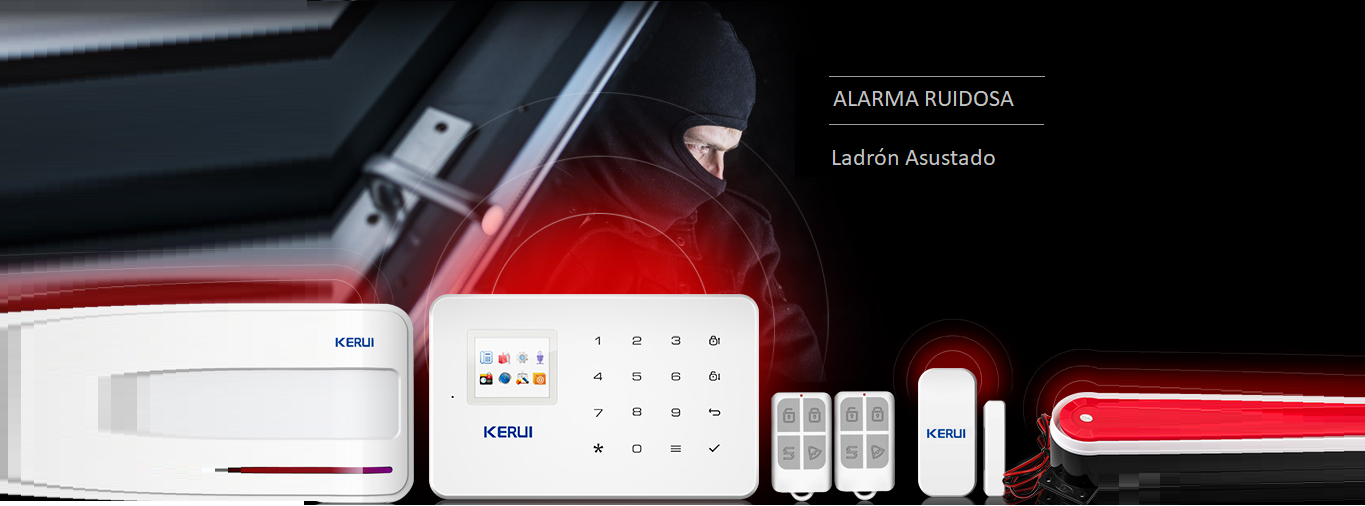 ALARMA RUIDOSA
Ladrón Asustado
KERUI
1 2 3
4 5 6
7 8 9
* 0
KERUI
KERUI